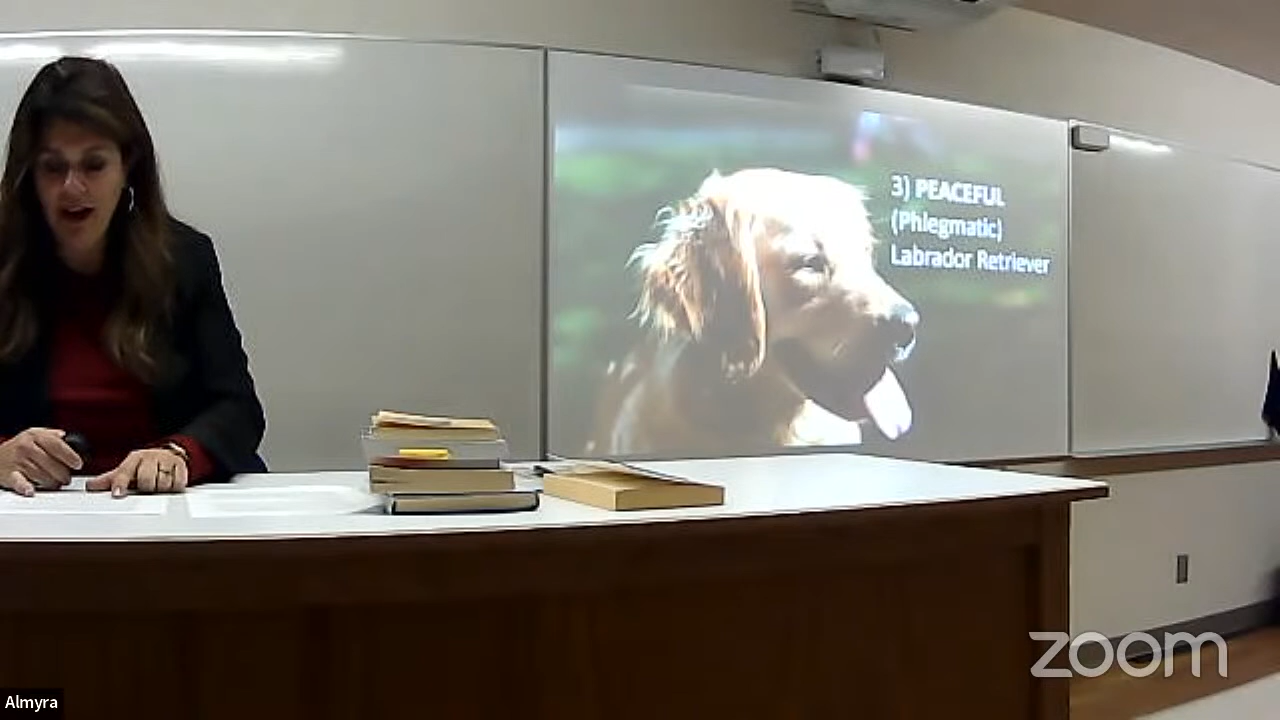 3) PEACEFUL
(Phlegmatic)
Labrador Retriever
zoom
Almyra